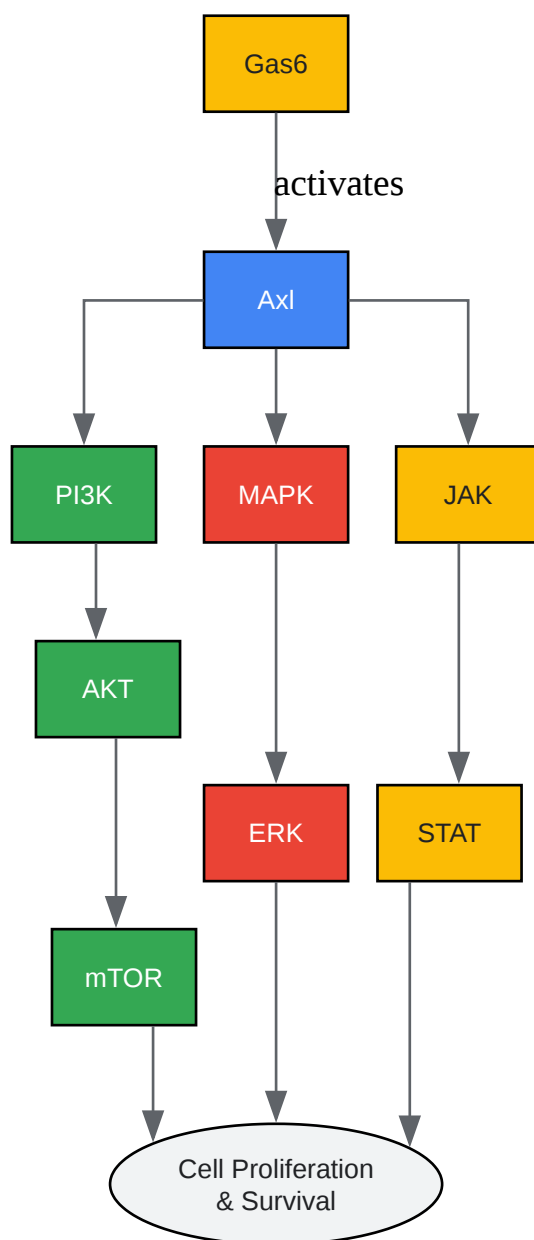 Gas6
activates
Axl
PI3K
MAPK
JAK
AKT
ERK
STAT
mTOR
Cell Proliferation
& Survival